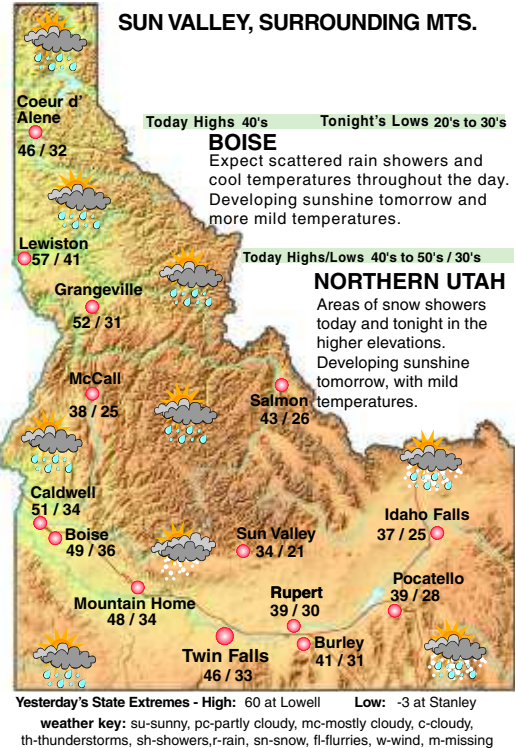 SUN VALLEY, SURROUNDING MTS.
Today Highs 40's Tonight's Lows 20's to 30's
BOISE
Expect scattered rain showers and
cool temperatures throughout the day.
Developing sunshine tomorrow and
more mild temperatures.
Today Highs/Lows 40's to 50's / 30's
NORTHERN UTAH
Areas of snow showers
today and tonight in the
higher elevations.
Developing sunshine
tomorrow, with mild
temperatures.
Coeur d'
Alene
46 / 32
Lewiston
57 / 41
Grangeville
52 / 31
McCall
38 / 25
Salmon
43 / 26
Caldwell
51 / 34
Boise
49 / 36
Sun Valley
34 / 21
Idaho Falls
37 / 25
Mountain Home
48 / 34
Rupert
39 / 30
Pocatello
39 / 28
Twin Falls
46 / 33
Burley
41 / 31
Yesterday's State Extremes - High: 60 at Lowell Low: -3 at Stanley
weather key: su-sunny, pc-partly cloudy, mc-mostly cloudy, c-cloudy,
th-thunderstorms, sh-showers,r-rain, sn-snow, fl-flurries, w-wind, m-missing